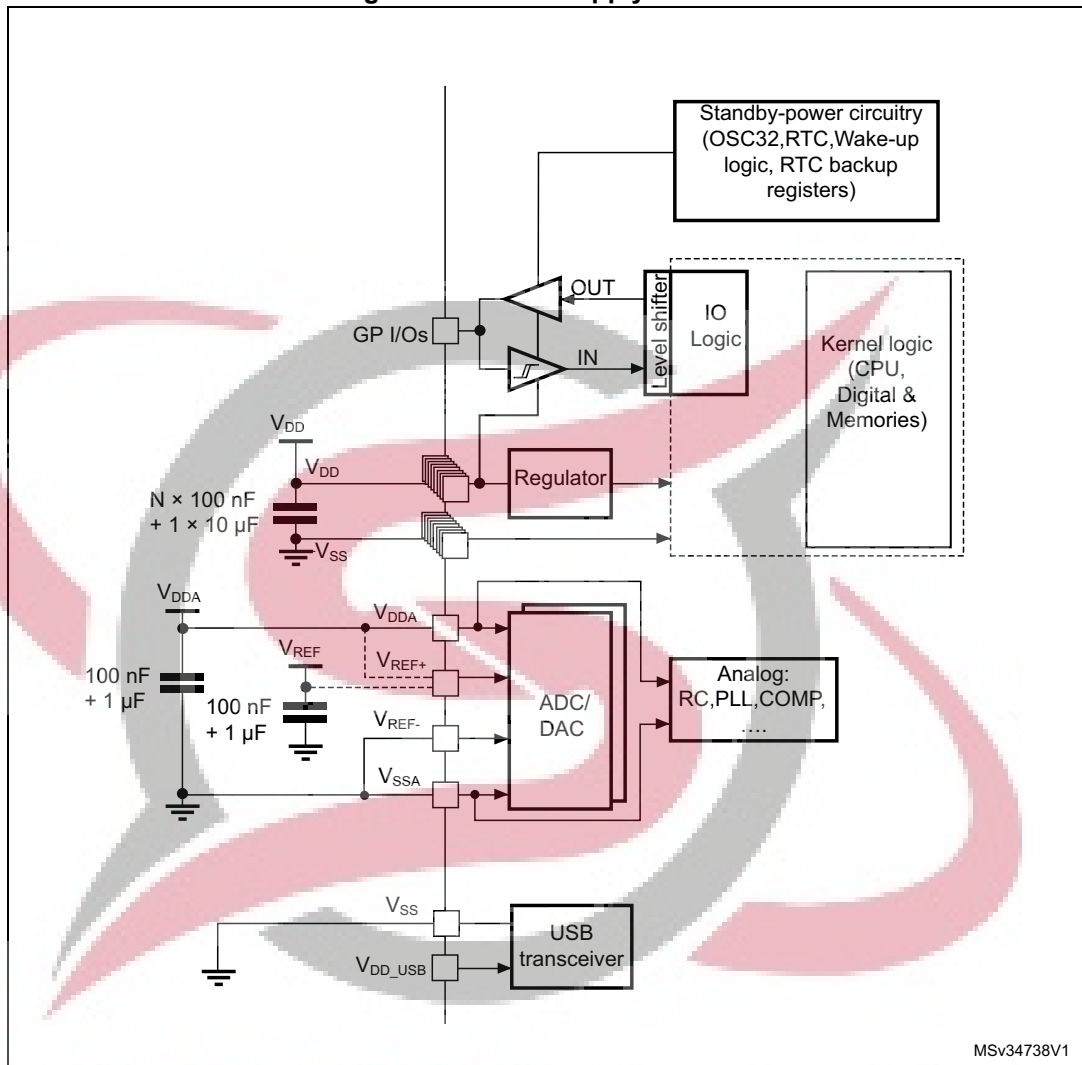 Standby-power circuitry
(OSC32,RTC,Wake-up
logic, RTC backup
registers)
OUT
Level shifter
IO
Logic
GP I/Os
IN
Kernel logic
(CPU,
Digital &
Memories)
VDD
VDD
Regulator
N × 100 nF
+ 1 × 10 µF
VSS
VDDA
VDDA
VREF
VREF+
100 nF
+ 1 µF
100 nF
+ 1 µF
ADC/
DAC
Analog:
RC,PLL,COMP,
....
VREF-
VSSA
VSS
USB
transceiver
VDD_USB
MSv34738V1